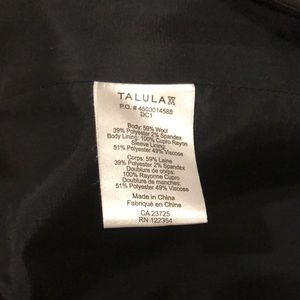 TALULA
P.O. # 4500014588
DC1
Body: 59% Wool
39% Polyester 2% Spandex
Body Lining: 100% Cupro Rayon
Sleeve Lining:
51% Polyester 49% Viscose
Corps: 59% Laine
39% Polyester 2% Spandex
Doublure de corps:
100% Rayonne Cupro
Doublure de manches:
51% Polyester 49% Viscose
Made in China
Fabriqué en China
CA 23725
RN 122354